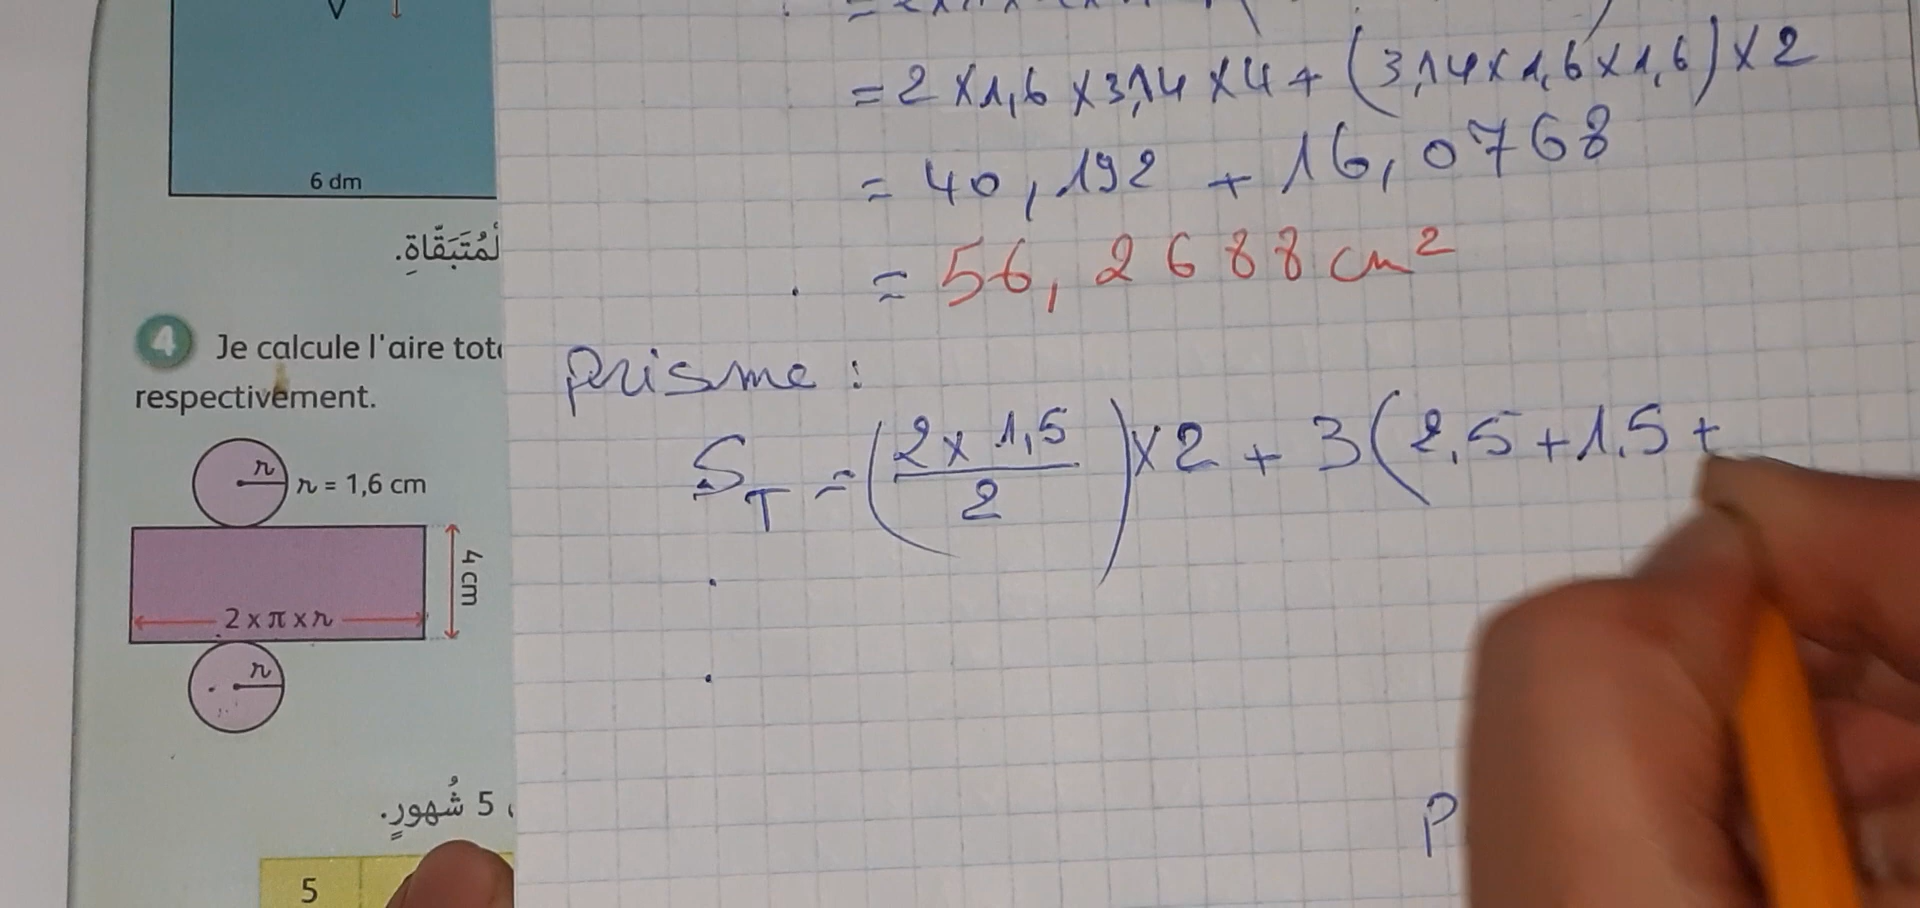 6 dm
لْمُتَبَقَّاةِ.
4 Je calcule l'aire tot
respectivement.
r
r = 1,6 cm
4 cm
2 x π x r
r
5 شُهورٍ.
5
= 2 x 1,6 x 3,14 x 4 + (3,14 x 1,6 x 1,6) x 2
= 40,192 + 16,0768
= 56,2688 cm²
prisme :
S_T = (2 x 1,5 / 2) x 2 + 3 (2,5 + 1,5 +
P